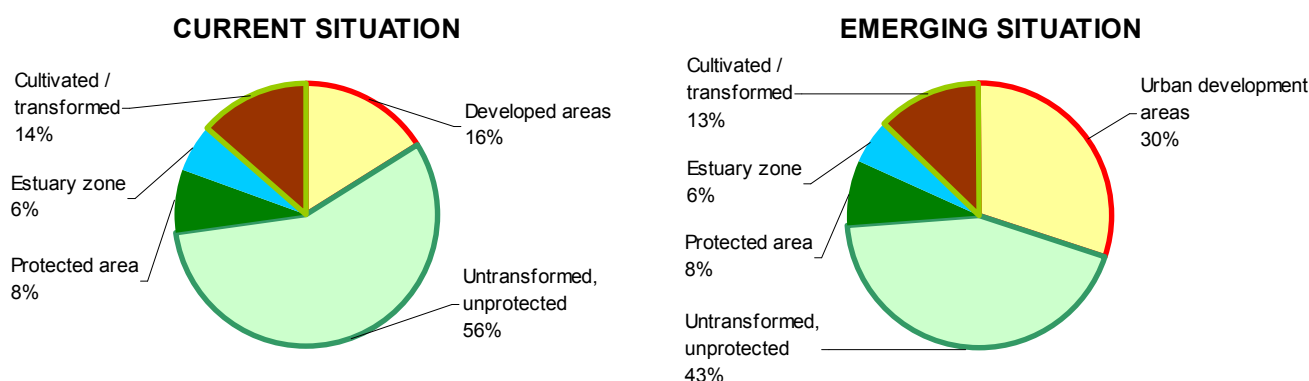 CURRENT SITUATION
Cultivated /
transformed
14%
Developed areas
16%
Estuary zone
6%
Protected area
8%
Untransformed,
unprotected
56%
EMERGING SITUATION
Cultivated /
transformed
13%
Urban development
areas
30%
Estuary zone
6%
Protected area
8%
Untransformed,
unprotected
43%